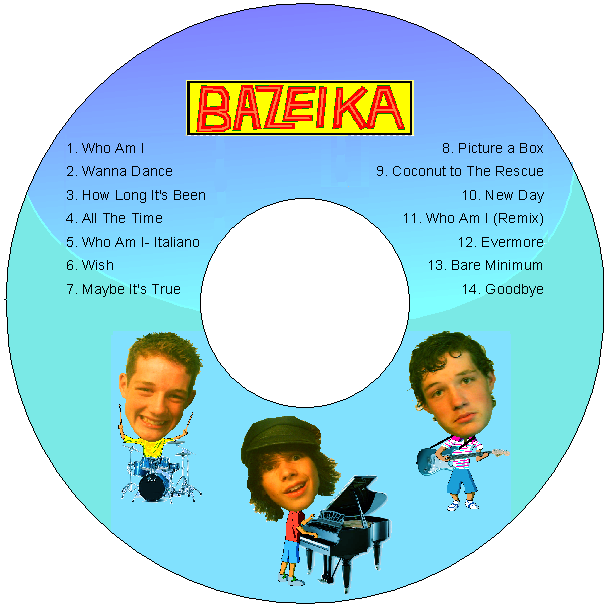 BAZEIKA
1. Who Am I
2. Wanna Dance
3. How Long It's Been
4. All The Time
5. Who Am I- Italiano
6. Wish
7. Maybe It's True
8. Picture a Box
9. Coconut to The Rescue
10. New Day
11. Who Am I (Remix)
12. Evermore
13. Bare Minimum
14. Goodbye